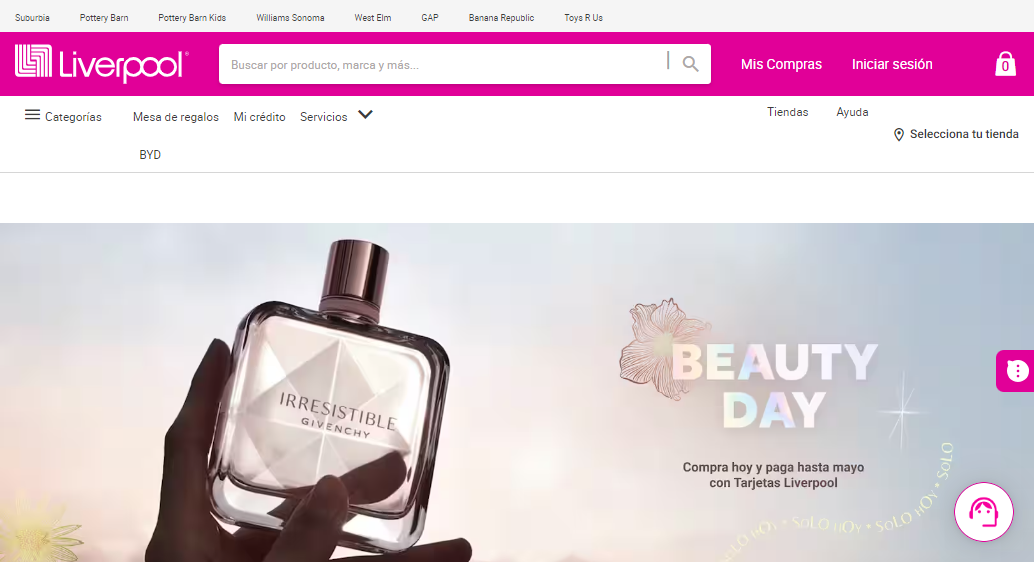 Suburbia Pottery Barn Pottery Barn Kids Williams Sonoma West Elm GAP Banana Republic Toys R Us
Liverpool® Buscar por producto, marca y más... Mis Compras Iniciar sesión 0
Categorías Mesa de regalos Mi crédito Servicios Tiendas Ayuda
Selecciona tu tienda
BYD
BEAUTY
DAY
IRRESISTIBLE
GIVENCHY
Compra hoy y paga hasta mayo
con Tarjetas Liverpool
SOLO HOY * SOLO HOY * SOLO HOY * SOLO